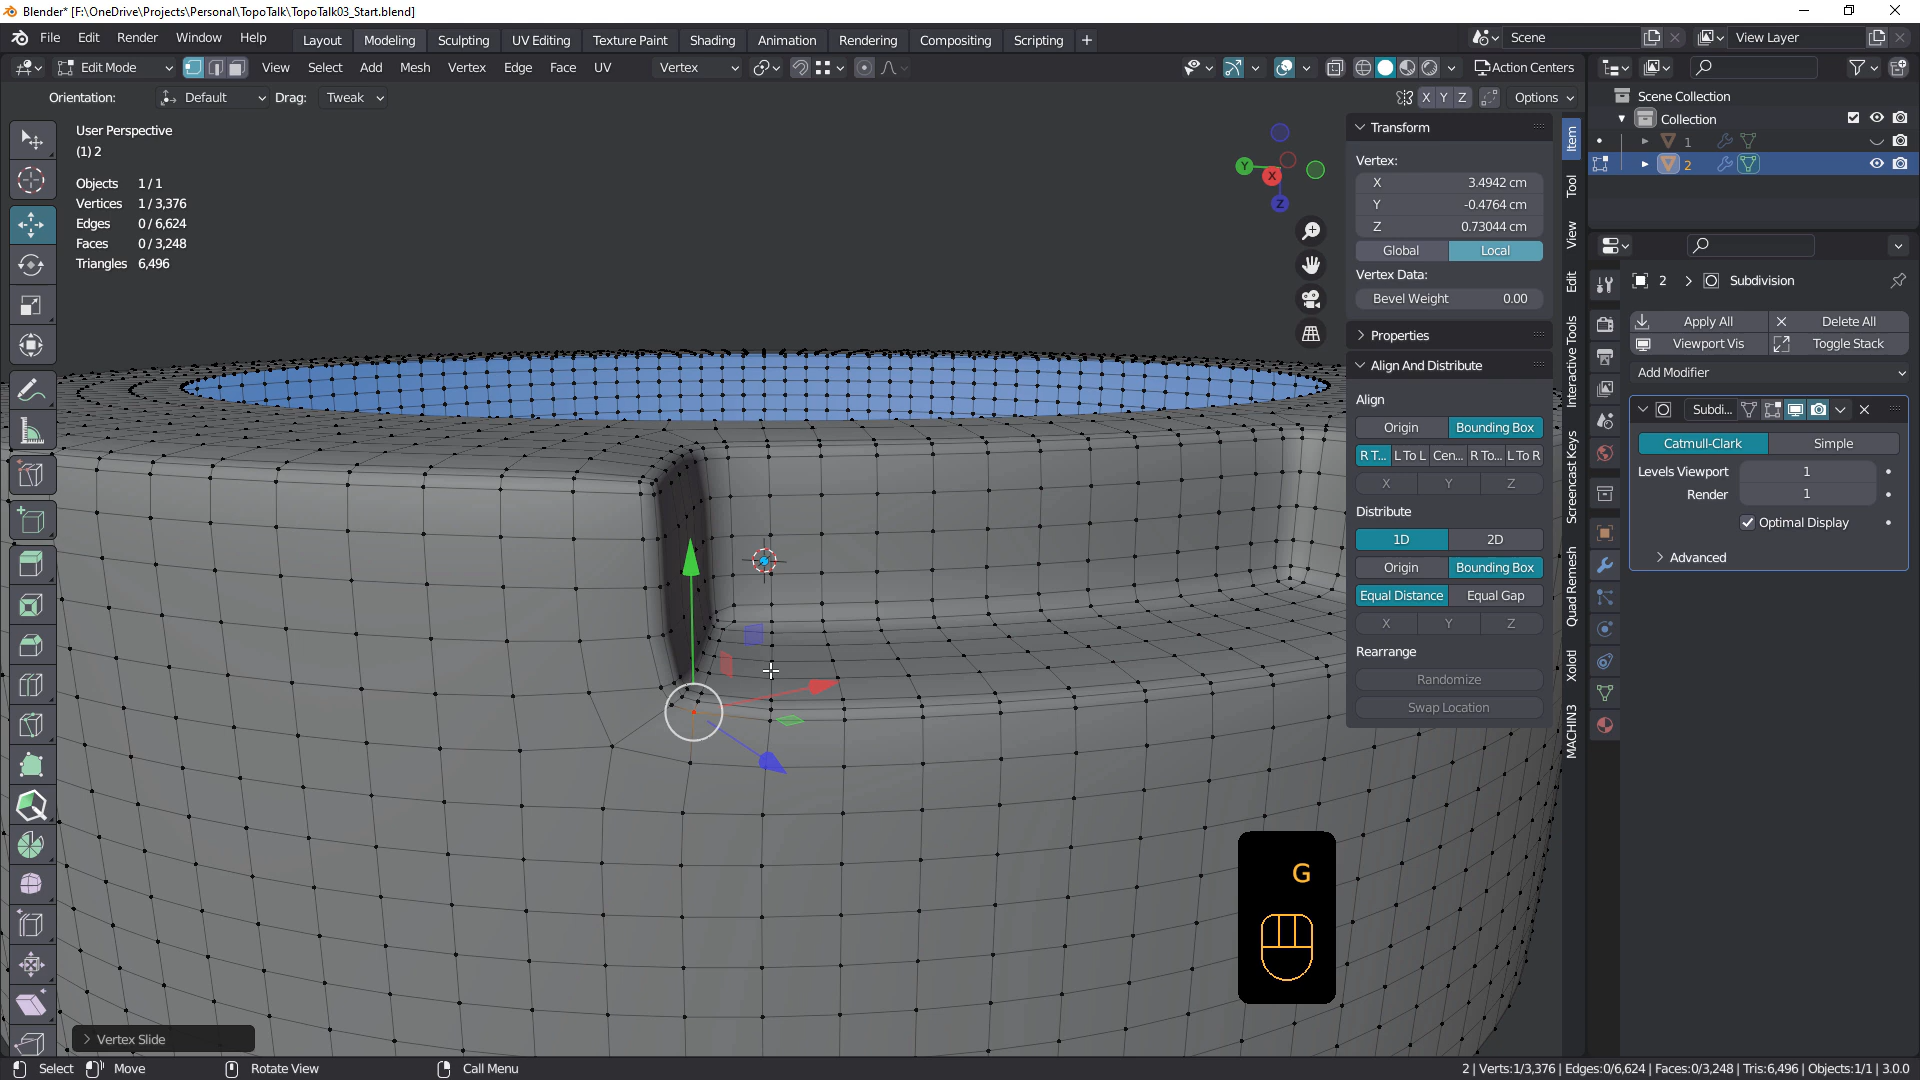 Blender* [F:\OneDrive\Projects\Personal\TopoTalk\TopoTalk03_Start.blend]
File Edit Render Window Help Layout Modeling Sculpting UV Editing Texture Paint Shading Animation Rendering Compositing Scripting + Scene View Layer
Edit Mode View Select Add Mesh Vertex Edge Face UV Vertex Action Centers
Orientation: Default Drag: Tweak X Y Z Options
User Perspective
(1) 2
Objects 1/1
Vertices 1/3,376
Edges 0/6,624
Faces 0/3,248
Triangles 6,496
Y X Z
Transform
Vertex:
X 3.4942 cm
Y -0.4764 cm
Z 0.73044 cm
Global Local
Vertex Data:
Bevel Weight 0.00
Properties
Align And Distribute
Align
Origin Bounding Box
R T... L To L Cen... R To... L To R
X Y Z
Distribute
1D 2D
Origin Bounding Box
Equal Distance Equal Gap
X Y Z
Rearrange
Randomize
Swap Location
Item
Tool
View
Edit
Interactive Tools
Screencast Keys
Quad Remesh
Xolotl
MACHIN3
Scene Collection
Collection
1
2
2 > Subdivision
Apply All Delete All
Viewport Vis Toggle Stack
Add Modifier
Subdi...
Catmull-Clark Simple
Levels Viewport 1
Render 1
Optimal Display
Advanced
G
Vertex Slide
Select Move Rotate View Call Menu 2 | Verts:1/3,376 | Edges:0/6,624 | Faces:0/3,248 | Tris:6,496 | Objects:1/1 | 3.0.0